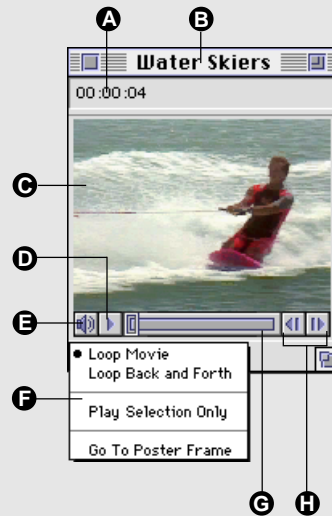 A
B
Water Skiers
00:00:04
C
D
E
• Loop Movie
Loop Back and Forth
F
Play Selection Only
Go To Poster Frame
G
H